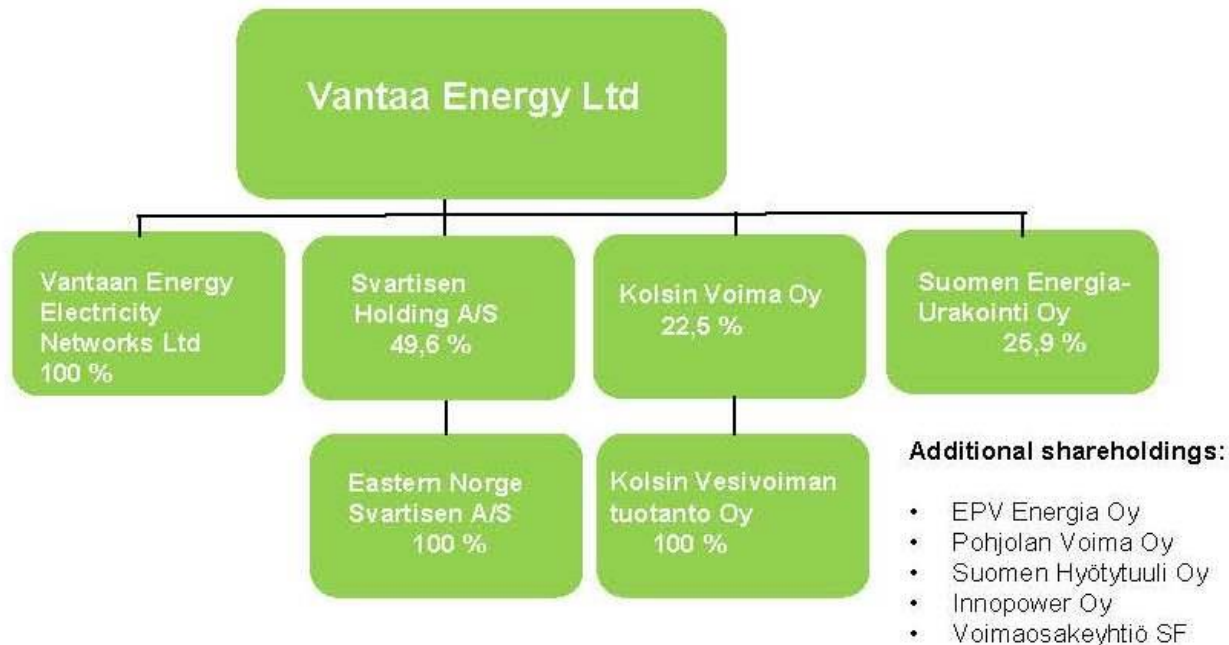 Vantaa Energy Ltd
Vantaan Energy
Electricity
Networks Ltd
100 %
Svartisen
Holding A/S
49,6 %
Kolsin Voima Oy
22,5 %
Suomen Energia-
Urakointi Oy
25,9 %
Eastern Norge
Svartisen A/S
100 %
Kolsin Vesivoiman
tuotanto Oy
100 %
Additional shareholdings:
• EPV Energia Oy
• Pohjolan Voima Oy
• Suomen Hyötytuuli Oy
• Innopower Oy
• Voimaosakeyhtiö SF